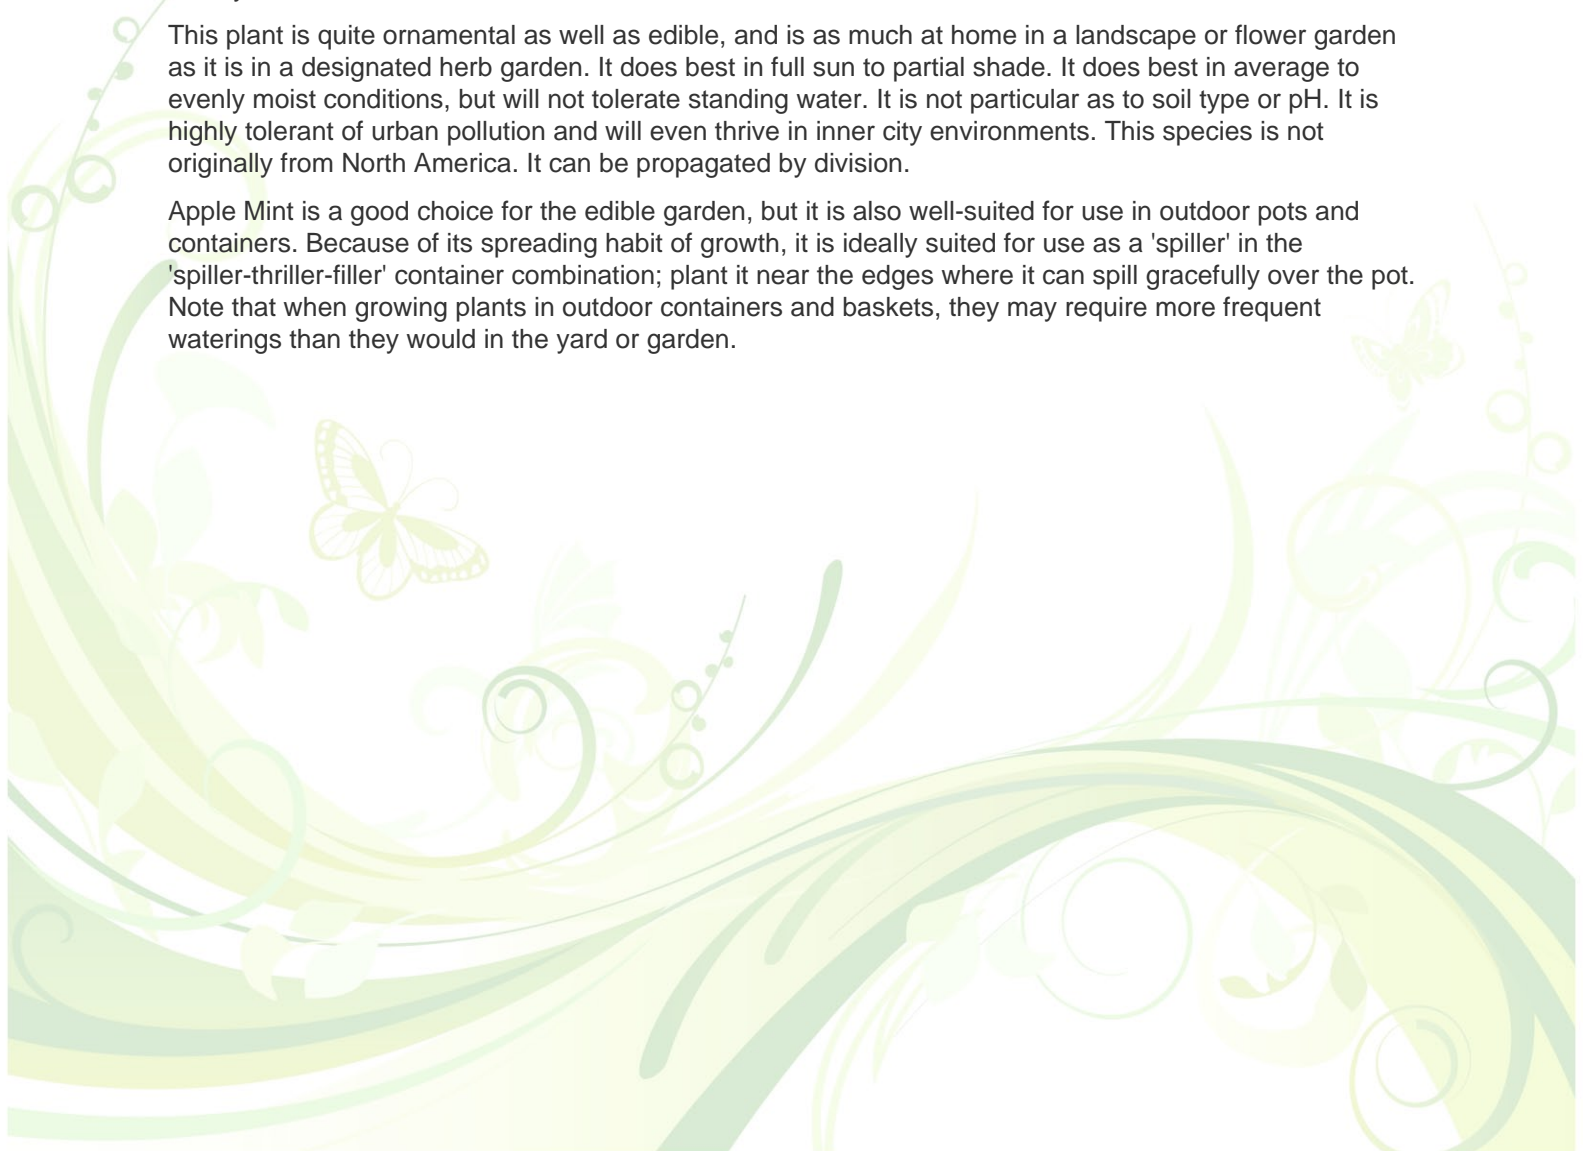 This plant is quite ornamental as well as edible, and is as much at home in a landscape or flower garden
as it is in a designated herb garden. It does best in full sun to partial shade. It does best in average to
evenly moist conditions, but will not tolerate standing water. It is not particular as to soil type or pH. It is
highly tolerant of urban pollution and will even thrive in inner city environments. This species is not
originally from North America. It can be propagated by division.
Apple Mint is a good choice for the edible garden, but it is also well-suited for use in outdoor pots and
containers. Because of its spreading habit of growth, it is ideally suited for use as a 'spiller' in the
'spiller-thriller-filler' container combination; plant it near the edges where it can spill gracefully over the pot.
Note that when growing plants in outdoor containers and baskets, they may require more frequent
waterings than they would in the yard or garden.